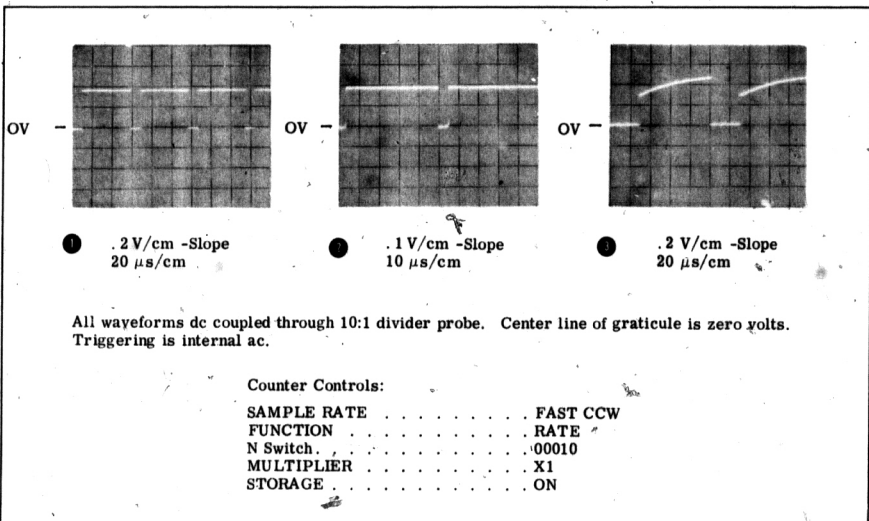 OV
OV
OV
1 .2 V/cm -Slope
20 μs/cm
2 .1 V/cm -Slope
10 μs/cm
3 .2 V/cm -Slope
20 μs/cm
All waveforms dc coupled through 10:1 divider probe. Center line of graticule is zero volts.
Triggering is internal ac.
Counter Controls:
SAMPLE RATE . . . . . . . . . FAST CCW
FUNCTION . . . . . . . . . . . RATE
N Switch. . . . . . . . . . . . . 00010
MULTIPLIER . . . . . . . . . . X1
STORAGE . . . . . . . . . . . . ON